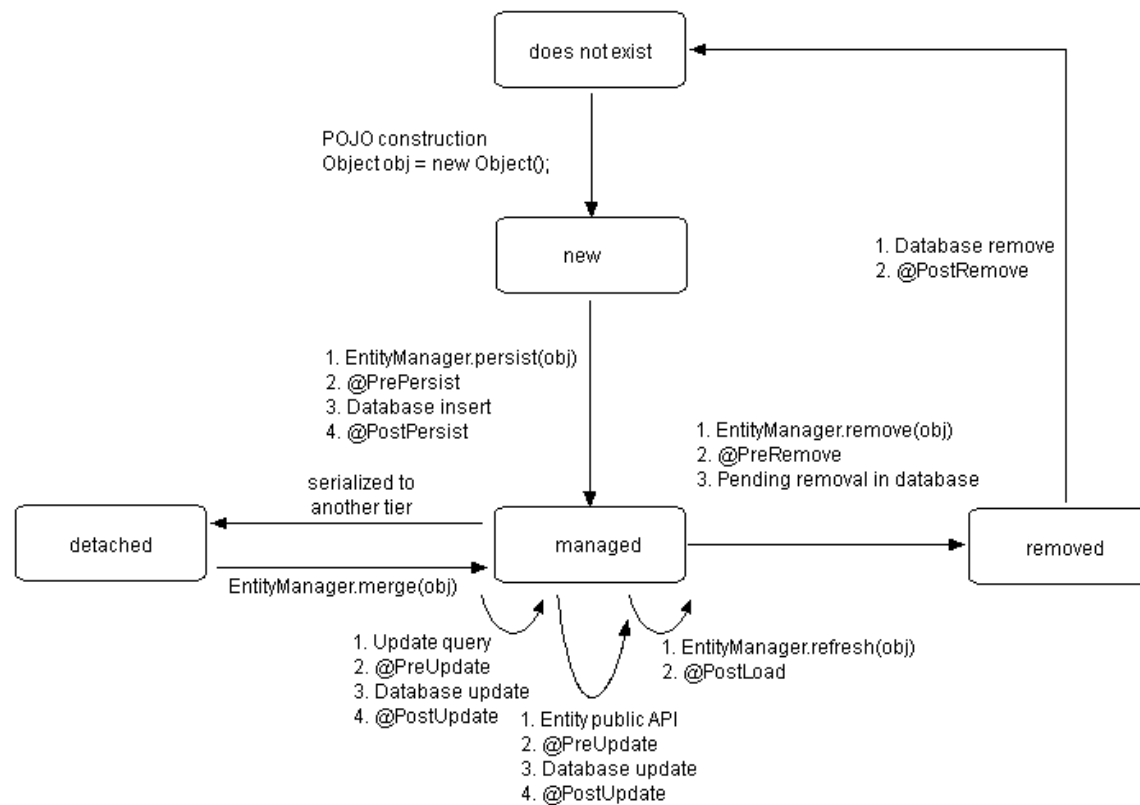 does not exist
POJO construction
Object obj = new Object();
new
1. Database remove
2. @PostRemove
1. EntityManager.persist(obj)
2. @PrePersist
3. Database insert
4. @PostPersist
1. EntityManager.remove(obj)
2. @PreRemove
3. Pending removal in database
serialized to
another tier
detached
managed
removed
EntityManager.merge(obj)
1. Update query
2. @PreUpdate
3. Database update
4. @PostUpdate
1. EntityManager.refresh(obj)
2. @PostLoad
1. Entity public API
2. @PreUpdate
3. Database update
4. @PostUpdate